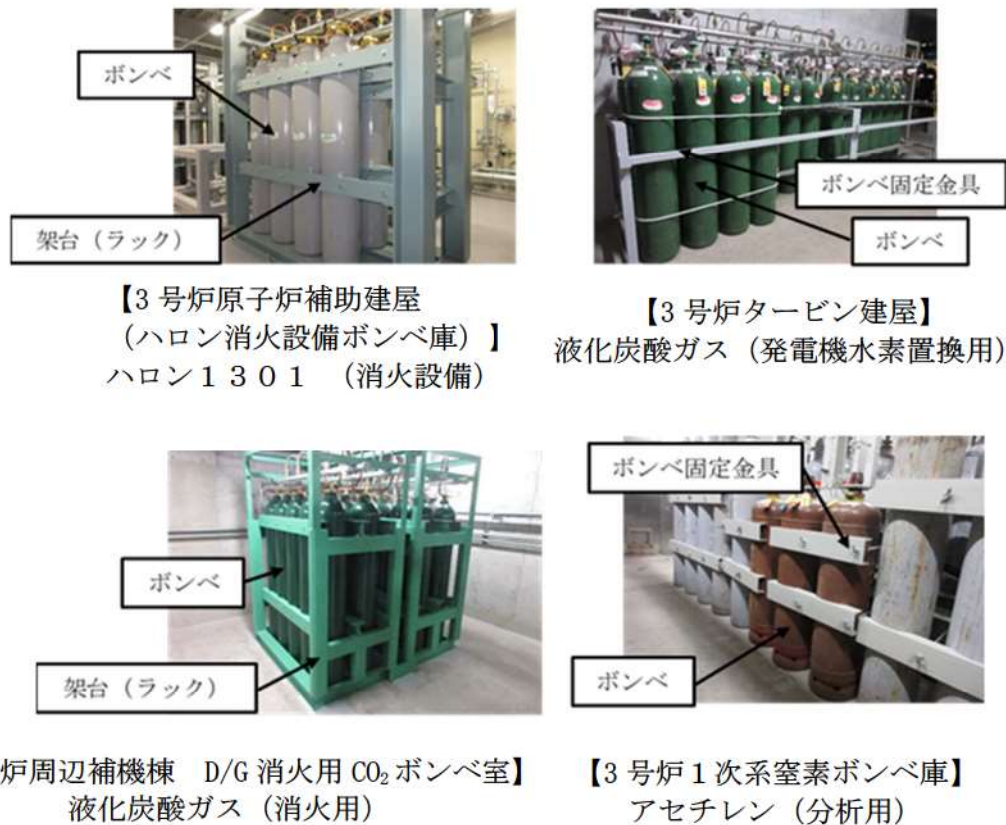 ボンベ
架台（ラック）
【3 号炉原子炉補助建屋
（ハロン消火設備ボンベ庫）】
ハロン１３０１　（消火設備）
ボンベ固定金具
ボンベ
【3 号炉タービン建屋】
液化炭酸ガス（発電機水素置換用）
ボンベ
架台（ラック）
炉周辺補機棟　D/G 消火用 CO₂ ボンベ室】
液化炭酸ガス（消火用）
ボンベ固定金具
ボンベ
【3 号炉１次系窒素ボンベ庫】
アセチレン（分析用）